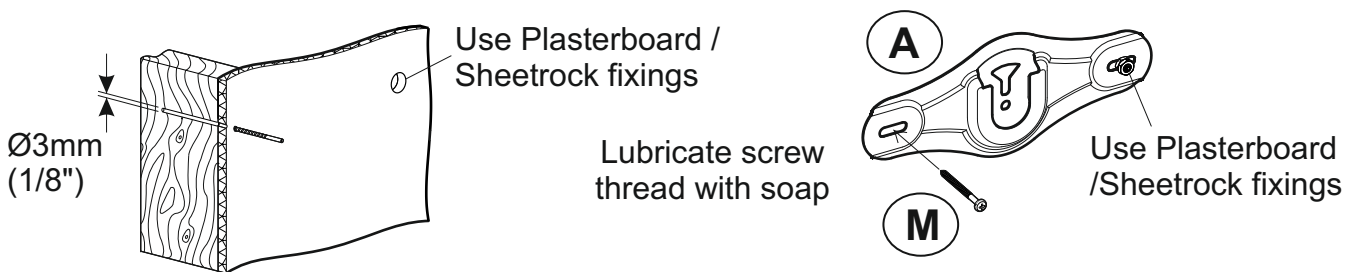 Use Plasterboard /
Sheetrock fixings
Ø3mm
(1/8")
Lubricate screw
thread with soap
A
M
Use Plasterboard
/Sheetrock fixings